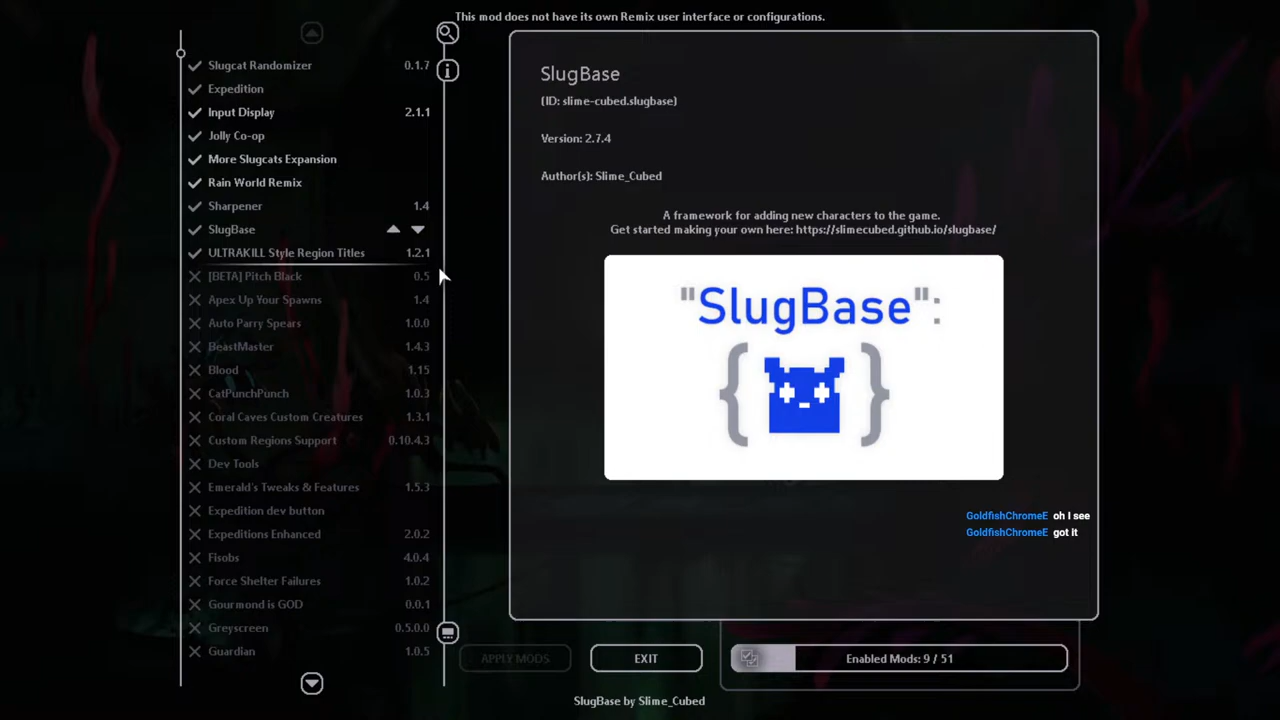 This mod does not have its own Remix user interface or configurations.
Slugcat Randomizer 0.1.7
Expedition
Input Display 2.1.1
Jolly Co-op
More Slugcats Expansion
Rain World Remix
Sharpener 1.4
SlugBase
ULTRAKILL Style Region Titles 1.2.1
[BETA] Pitch Black 0.5
Apex Up Your Spawns 1.4
Auto Parry Spears 1.0.0
BeastMaster 1.4.3
Blood 1.15
CatPunchPunch 1.0.3
Coral Caves Custom Creatures 1.3.1
Custom Regions Support 0.10.4.3
Dev Tools
Emerald's Tweaks & Features 1.5.3
Expedition dev button
Expeditions Enhanced 2.0.2
Fisobs 4.0.4
Force Shelter Failures 1.0.2
Gourmond is GOD 0.0.1
Greyscreen 0.5.0.0
Guardian 1.0.5
SlugBase
(ID: slime-cubed.slugbase)
Version: 2.7.4
Author(s): Slime_Cubed
A framework for adding new characters to the game.
Get started making your own here: https://slimecubed.github.io/slugbase/
"SlugBase":
{ }
GoldfishChromeE oh I see
GoldfishChromeE got it
APPLY MODS
EXIT
Enabled Mods: 9 / 51
SlugBase by Slime_Cubed